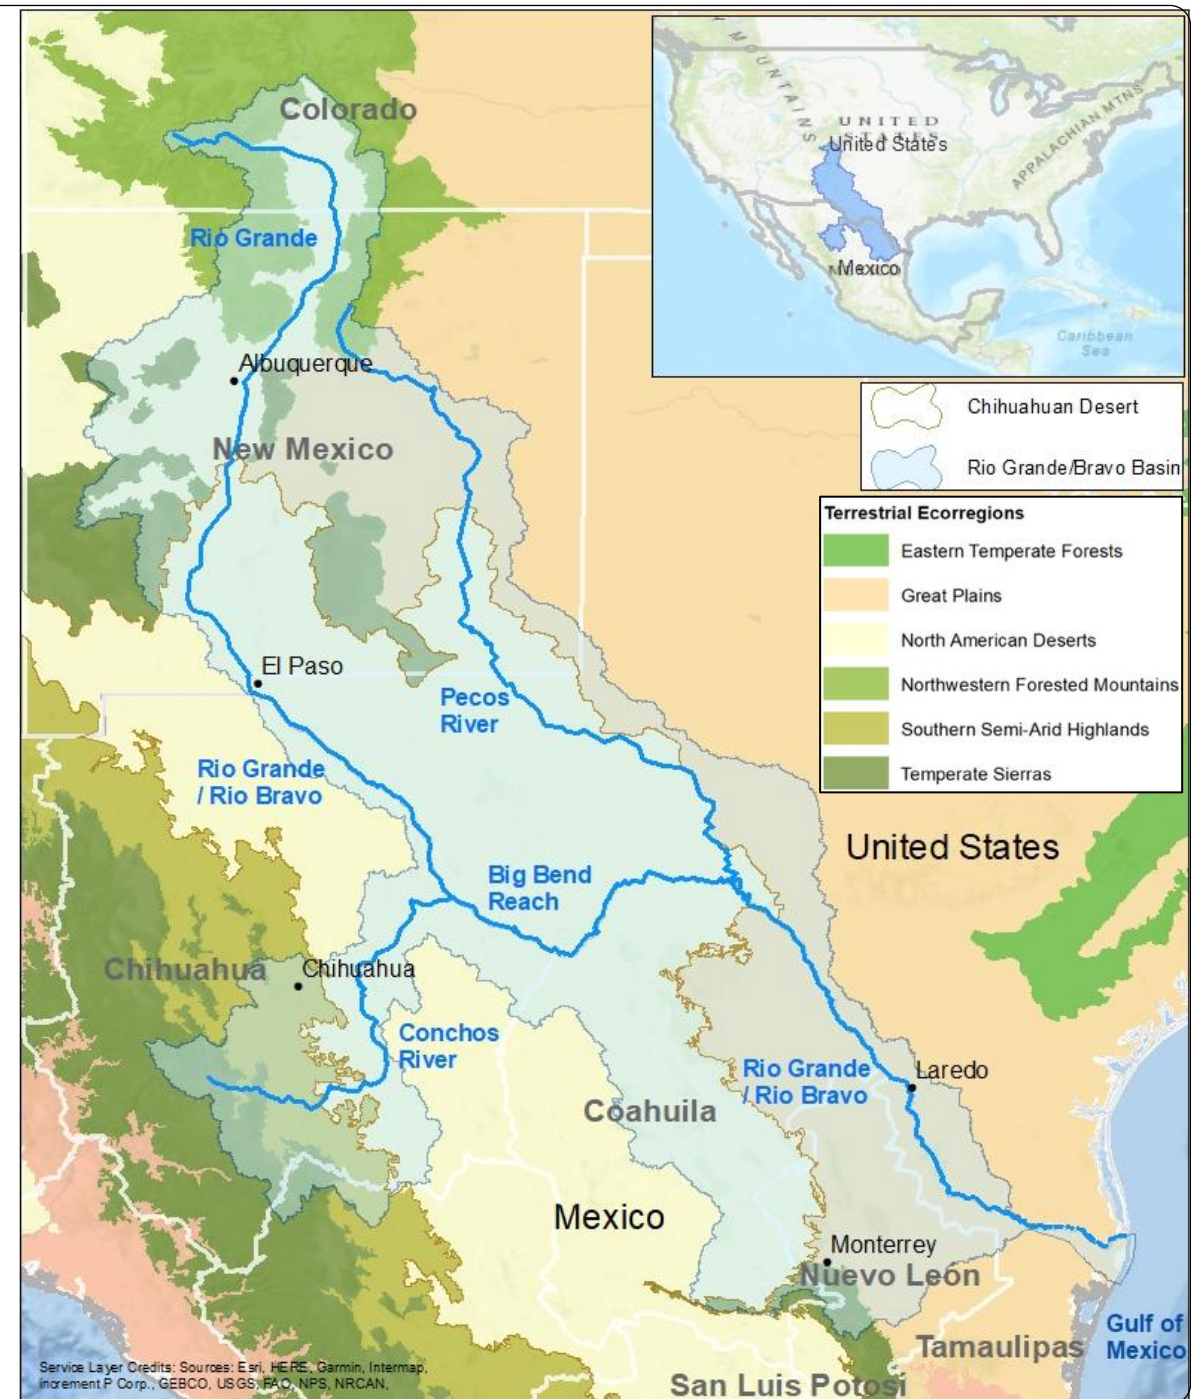 Colorado
Rio Grande
Albuquerque
New Mexico
El Paso
Pecos
River
Rio Grande
/ Rio Bravo
Big Bend
Reach
Chihuahua
Chihuahua
Conchos
River
Rio Grande
/ Rio Bravo
Laredo
Coahuila
Mexico
Monterrey
Nuevo León
Tamaulipas
San Luis Potosí
Gulf of
Mexico
United States
MOUNTAINS
UNITED
STATES
United States
APPALACHIAN MTNS
Mexico
Caribbean
Sea
Chihuahuan Desert
Rio Grande/Bravo Basin
Terrestrial Ecorregions
Eastern Temperate Forests
Great Plains
North American Deserts
Northwestern Forested Mountains
Southern Semi-Arid Highlands
Temperate Sierras
Service Layer Credits: Sources: Esri, HERE, Garmin, Intermap,
increment P Corp., GEBCO, USGS, FAO, NPS, NRCAN,